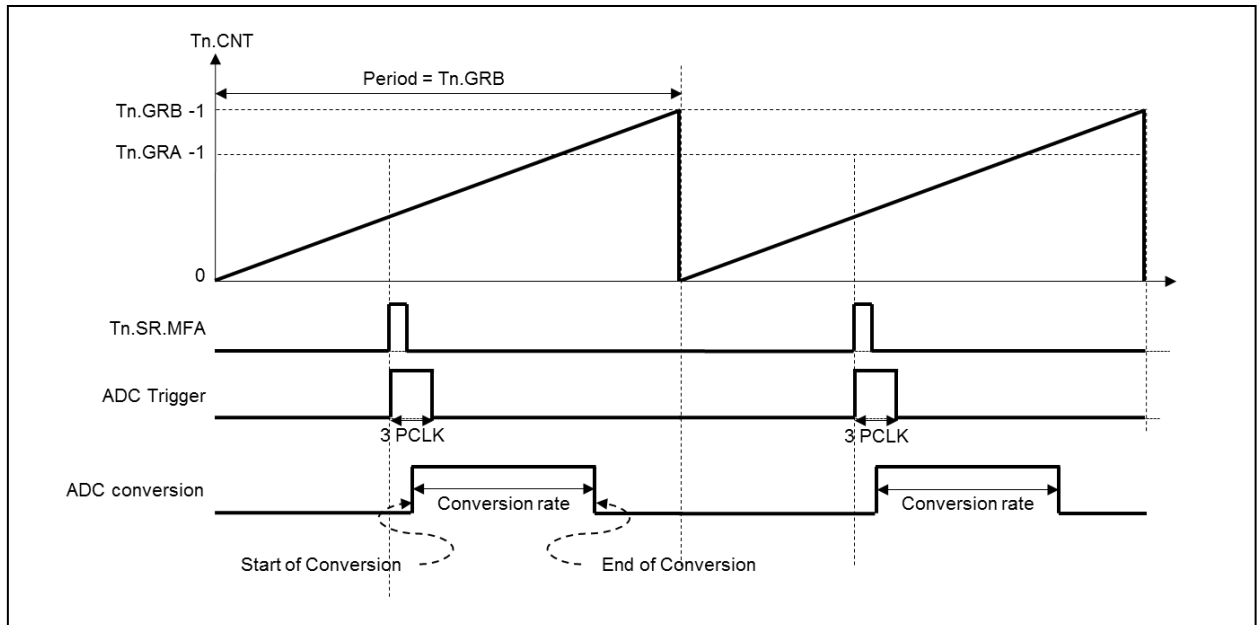 Tn.CNT
Period = Tn.GRB
Tn.GRB -1
Tn.GRA -1
0
Tn.SR.MFA
ADC Trigger
3 PCLK
3 PCLK
ADC conversion
Conversion rate
Conversion rate
Start of Conversion
End of Conversion